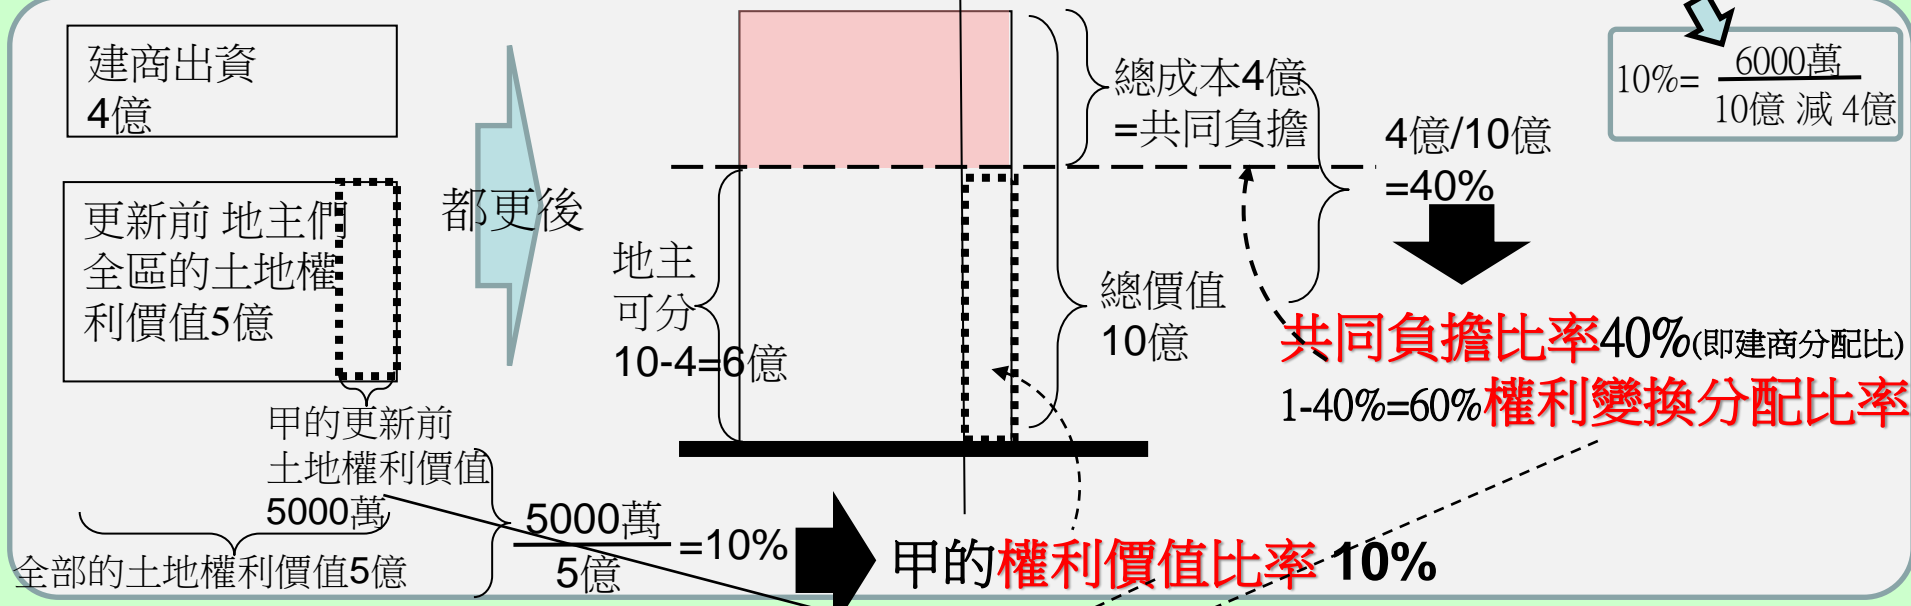 建商出資
4億
更新前 地主們
全區的土地權
利價值5億
都更後
地主
可分
10-4=6億
總成本4億
=共同負擔
總價值
10億
4億/10億
=40%
10%=
6000萬
10億 減 4億
共同負擔比率40%(即建商分配比)
1-40%=60%權利變換分配比率
甲的更新前
土地權利價值
5000萬
全部的土地權利價值5億
5000萬
5億
=10%
甲的權利價值比率 10%